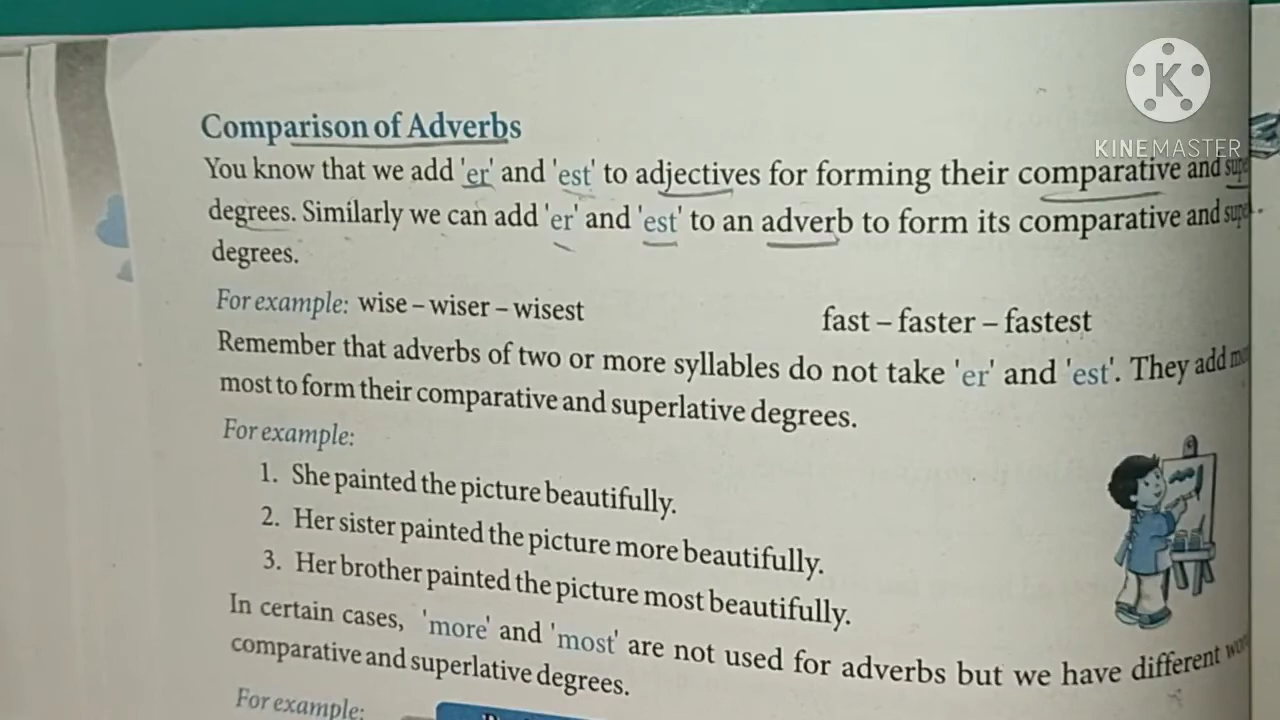 K
KINEMASTER
Comparison of Adverbs
You know that we add 'er' and 'est' to adjectives for forming their comparative and
degrees. Similarly we can add 'er' and 'est' to an adverb to form its comparative and
degrees.
For example: wise – wiser – wisest fast – faster – fastest
Remember that adverbs of two or more syllables do not take 'er' and 'est'. They add
most to form their comparative and superlative degrees.
For example:
1. She painted the picture beautifully.
2. Her sister painted the picture more beautifully.
3. Her brother painted the picture most beautifully.
In certain cases, 'more' and 'most' are not used for adverbs but we have different
comparative and superlative degrees.
For example: